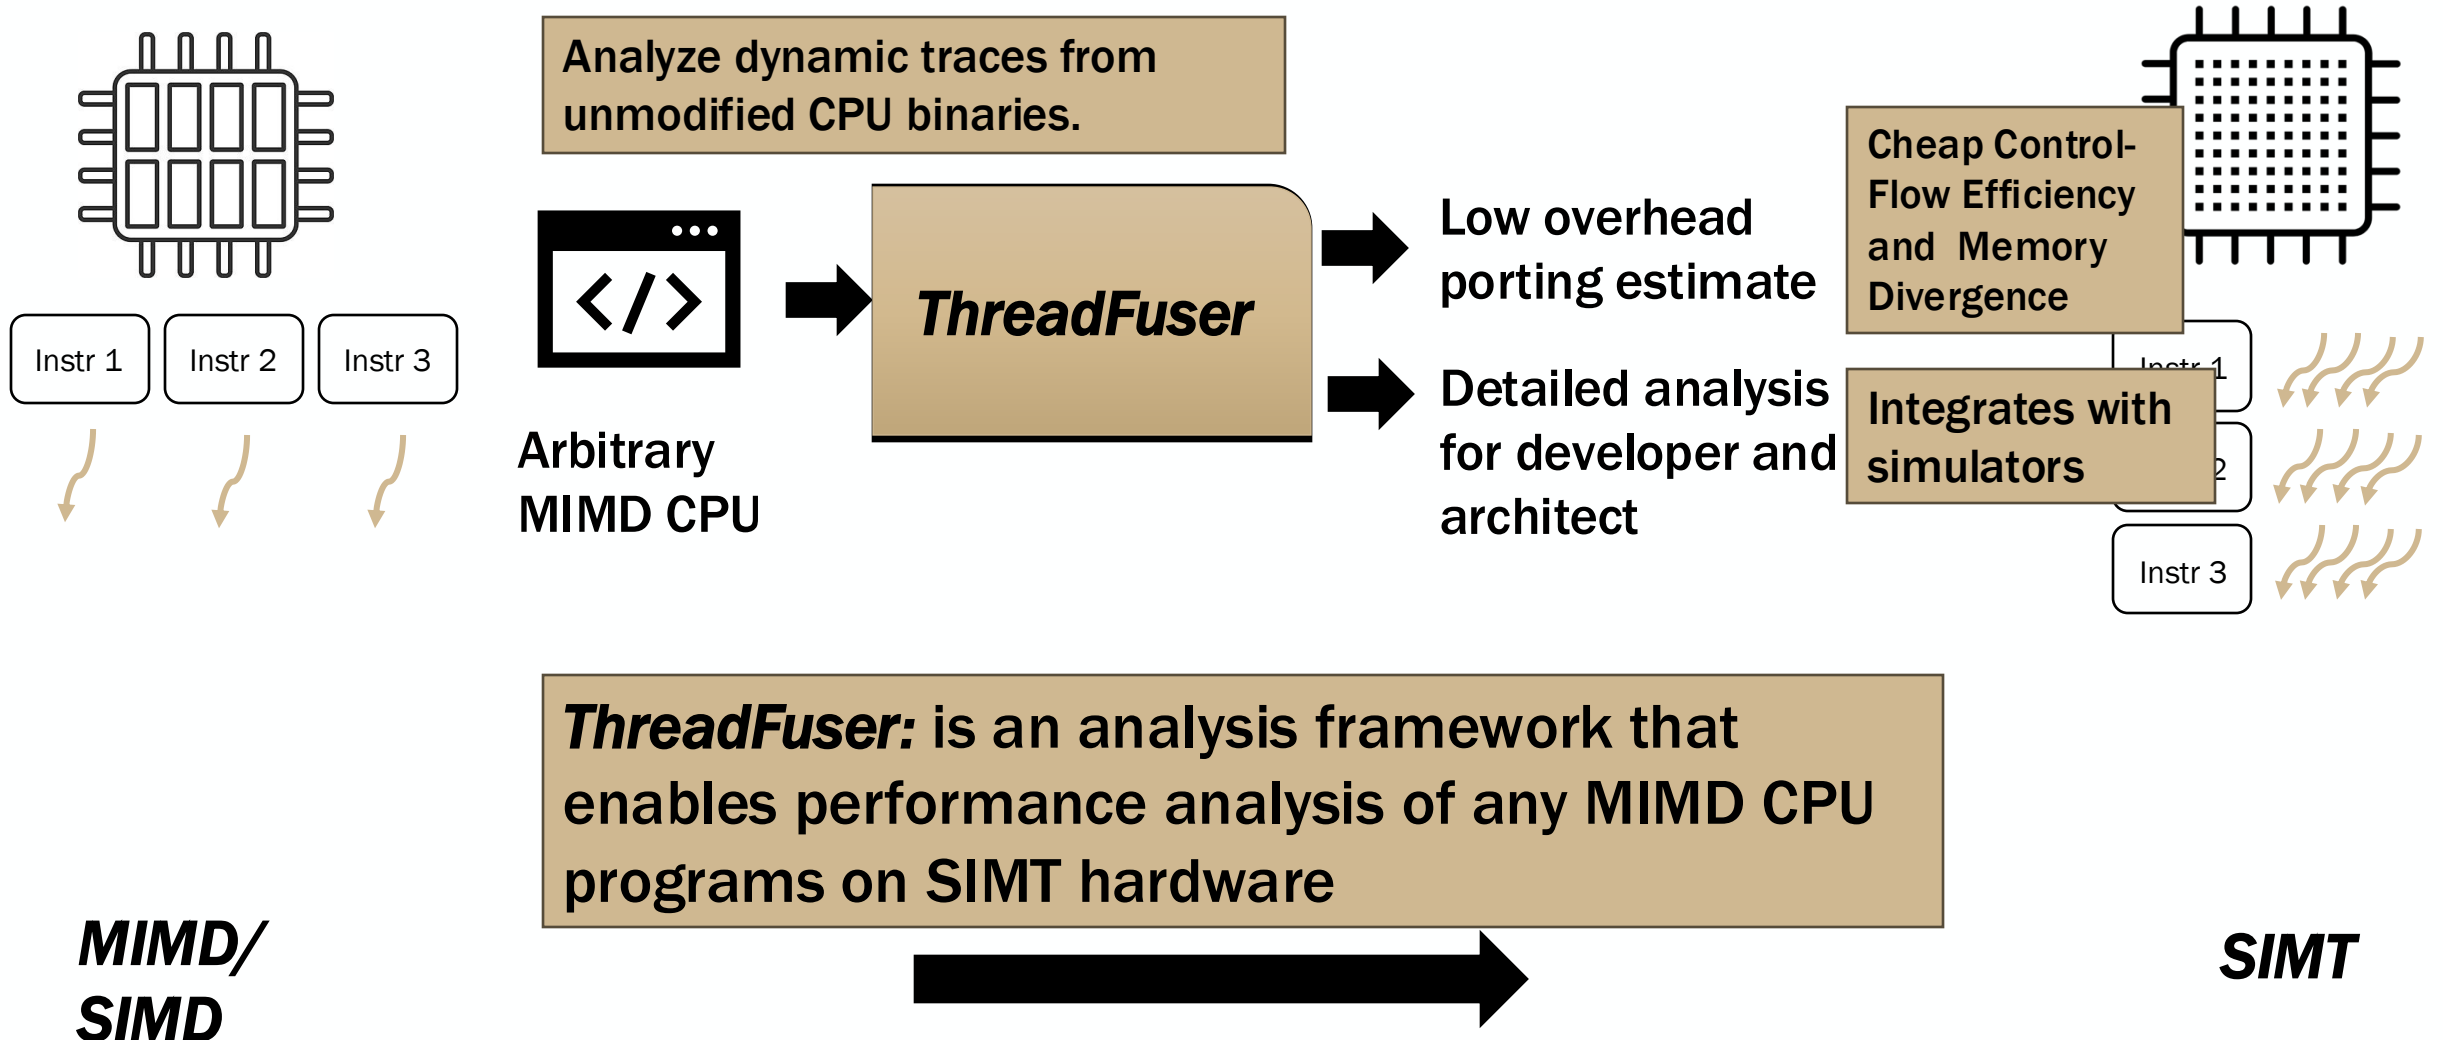 Analyze dynamic traces from
unmodified CPU binaries.
Instr 1
Instr 2
Instr 3
Arbitrary
MIMD CPU
ThreadFuser
Low overhead
porting estimate
Detailed analysis
for developer and
architect
Cheap Control-
Flow Efficiency
and Memory
Divergence
Integrates with
simulators
Instr 1
2
Instr 3
ThreadFuser: is an analysis framework that
enables performance analysis of any MIMD CPU
programs on SIMT hardware
MIMD/
SIMD
SIMT